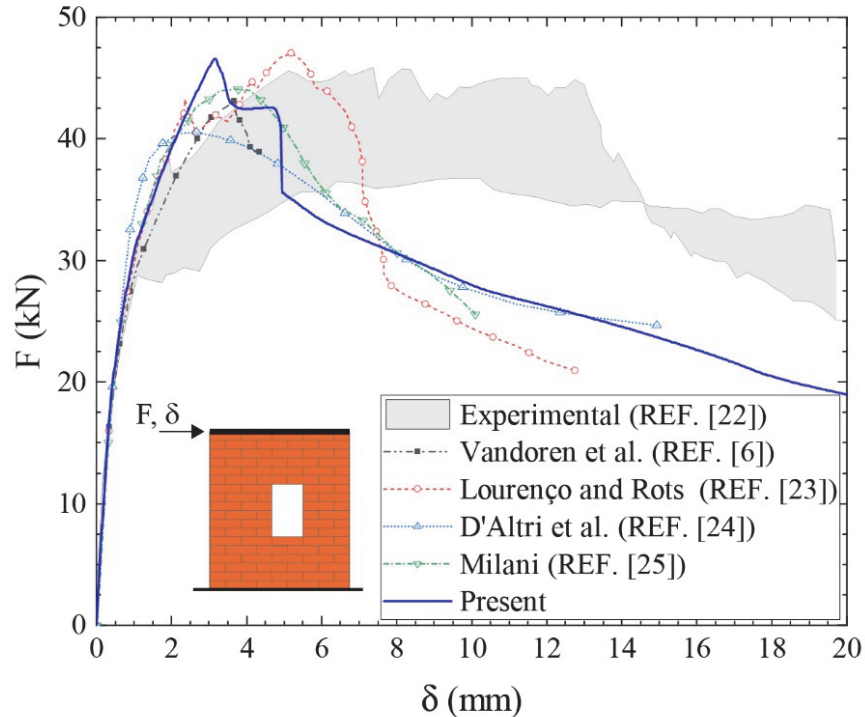 50
40
30
20
10
0
F (kN)
F, δ
Experimental (REF. [22])
Vandoren et al. (REF. [6])
Lourenço and Rots (REF. [23])
D'Altri et al. (REF. [24])
Milani (REF. [25])
Present
0 2 4 6 8 10 12 14 16 18 20
δ (mm)